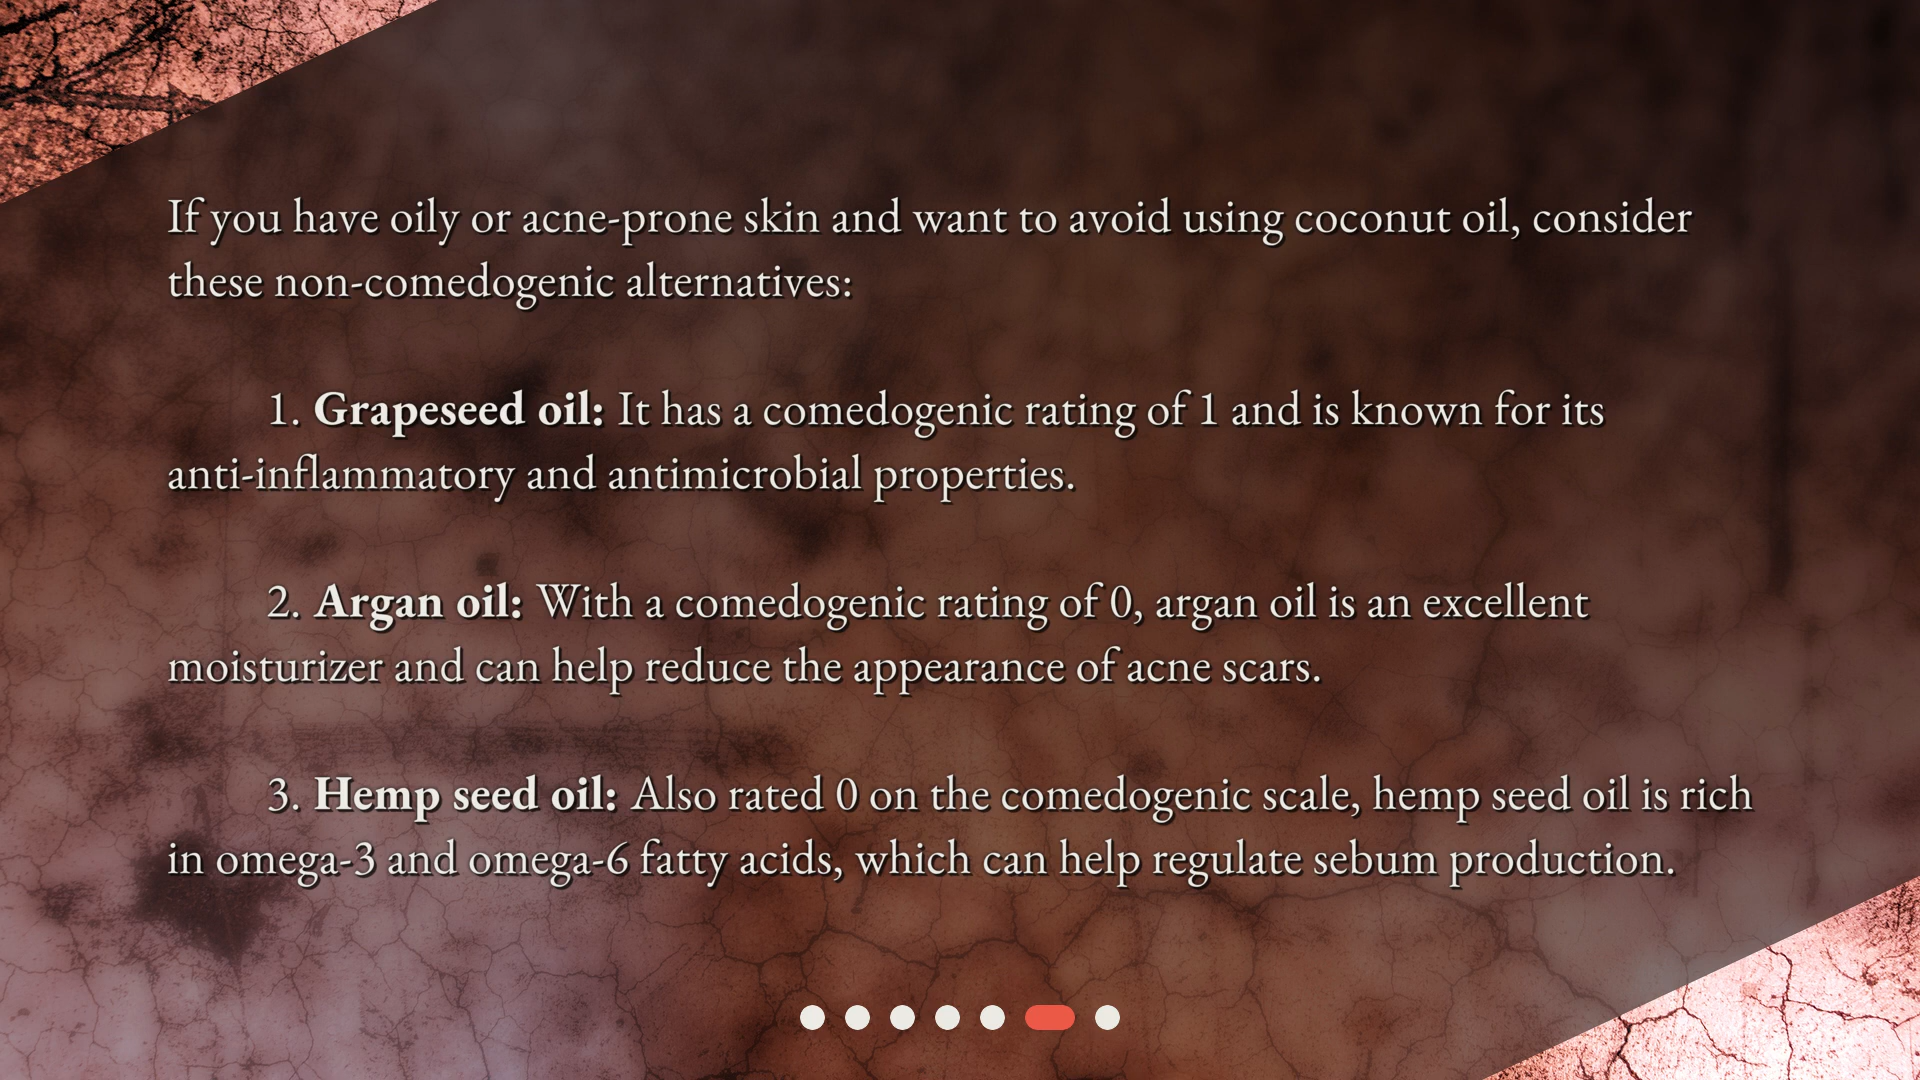 If you have oily or acne-prone skin and want to avoid using coconut oil, consider
these non-comedogenic alternatives:
1. Grapeseed oil: It has a comedogenic rating of 1 and is known for its
anti-inflammatory and antimicrobial properties.
2. Argan oil: With a comedogenic rating of 0, argan oil is an excellent
moisturizer and can help reduce the appearance of acne scars.
3. Hemp seed oil: Also rated 0 on the comedogenic scale, hemp seed oil is rich
in omega-3 and omega-6 fatty acids, which can help regulate sebum production.